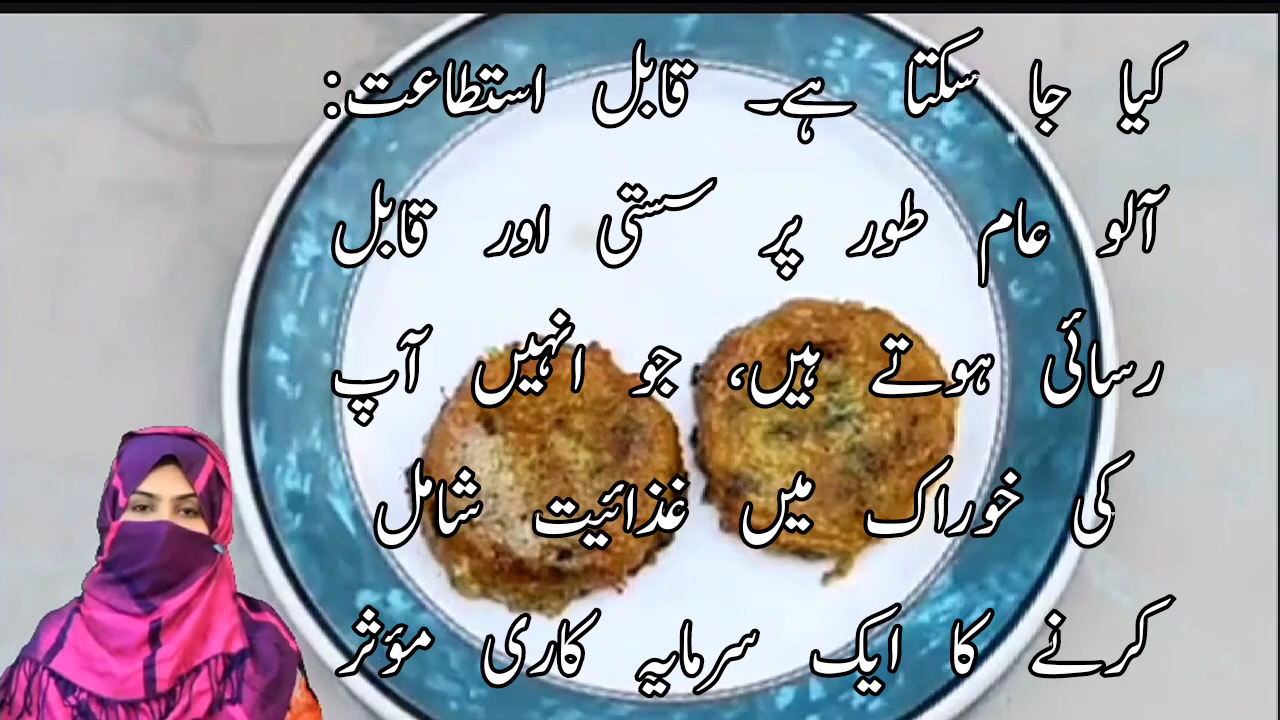 کیا جا سکتا ہے۔ قابل استطاعت:
آلو عام طور پر سستی اور قابل
رسائی ہوتے ہیں، جو انہیں آپ
کی خوراک میں غذائیت شامل
کرنے کا ایک سرمایہ کاری مؤثر